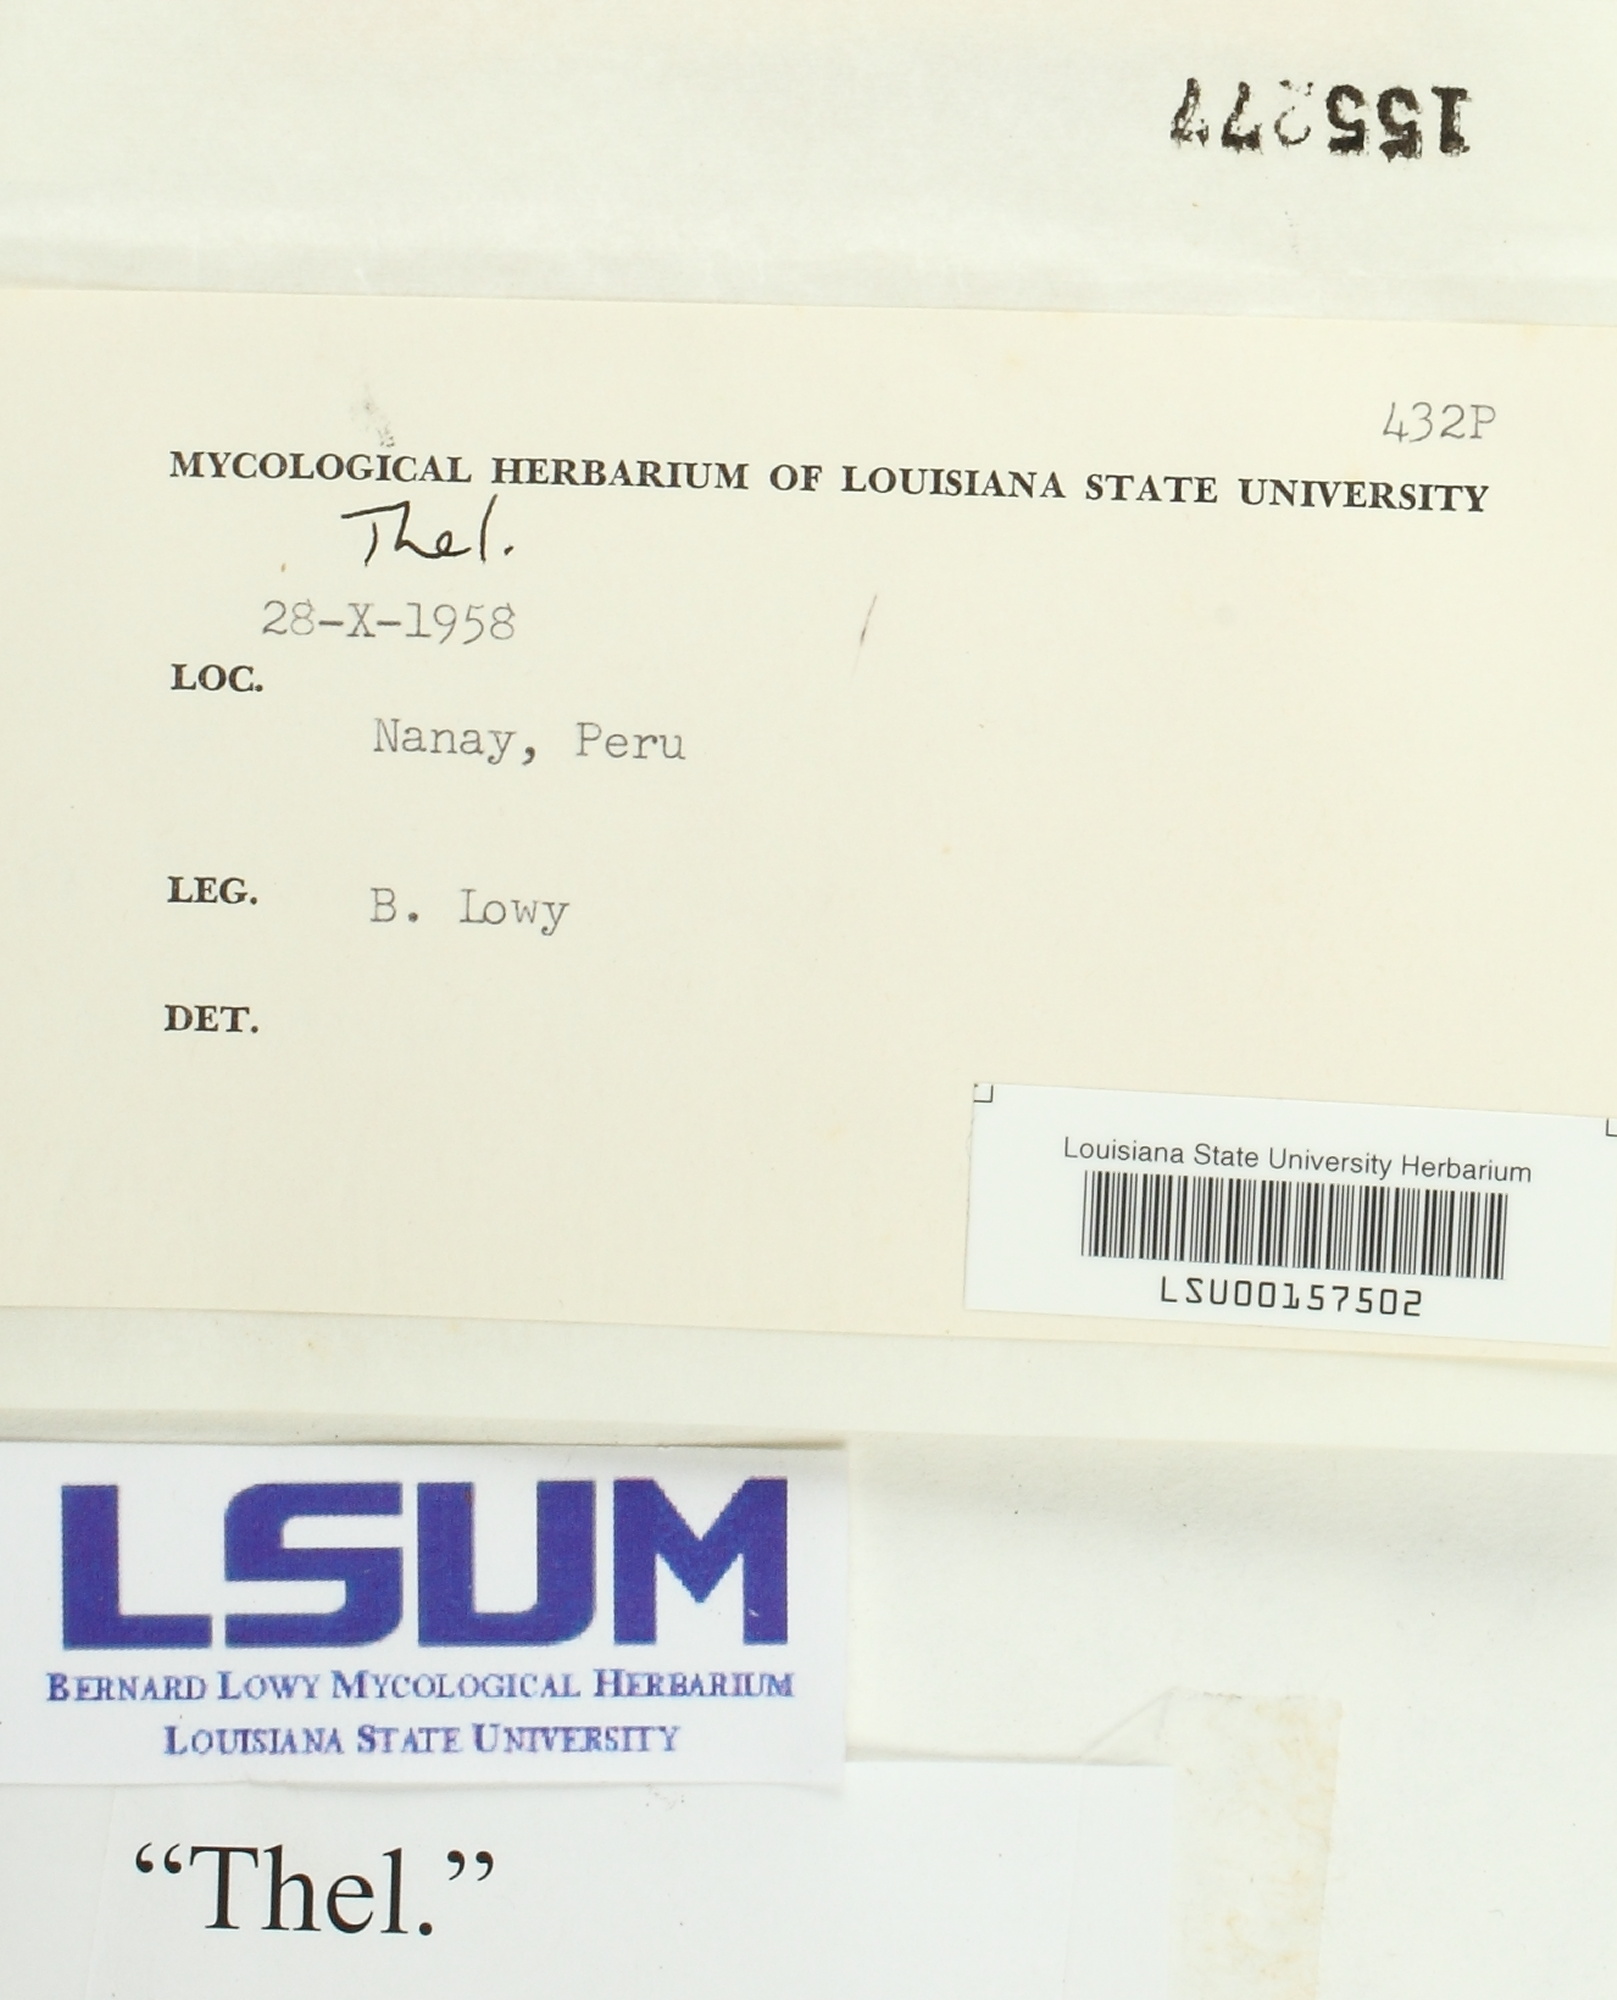 155277
432P
MYCOLOGICAL HERBARIUM OF LOUISIANA STATE UNIVERSITY
Thel.
28-X-1958
LOC.
Nanay, Peru
LEG. B. Lowy
DET.
Louisiana State University Herbarium
LSU00157502
LSUM
BERNARD LOWY MYCOLOGICAL HERBARIUM
LOUISIANA STATE UNIVERSITY
“Thel.”